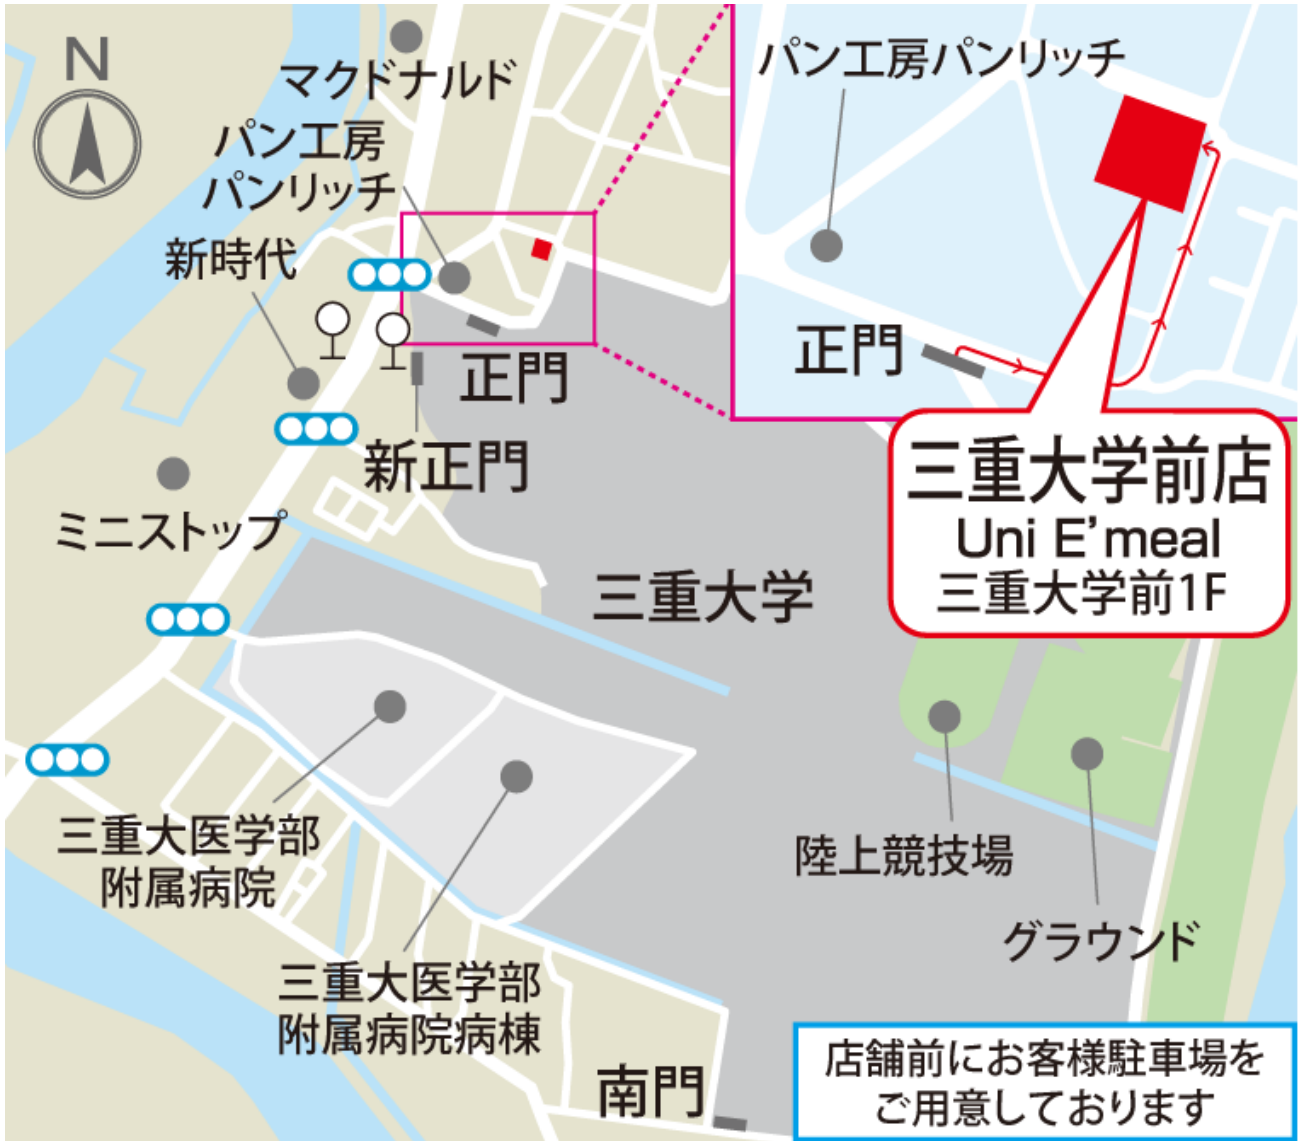 N
マクドナルド
パン工房
パンリッチ
新時代
正門
新正門
ミニストップ
三重大学
三重大医学部
附属病院
三重大医学部
附属病院病棟
南門
陸上競技場
グラウンド
パン工房パンリッチ
正門
三重大学前店
Uni E’meal
三重大学前1F
店舗前にお客様駐車場を
ご用意しております